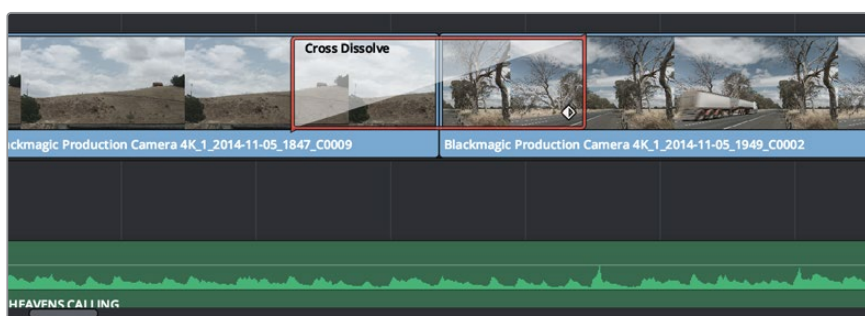 Cross Dissolve
ackmagic Production Camera 4K_1_2014-11-05_1847_C0009
Blackmagic Production Camera 4K_1_2014-11-05_1949_C0002
HEAVENS CALLING